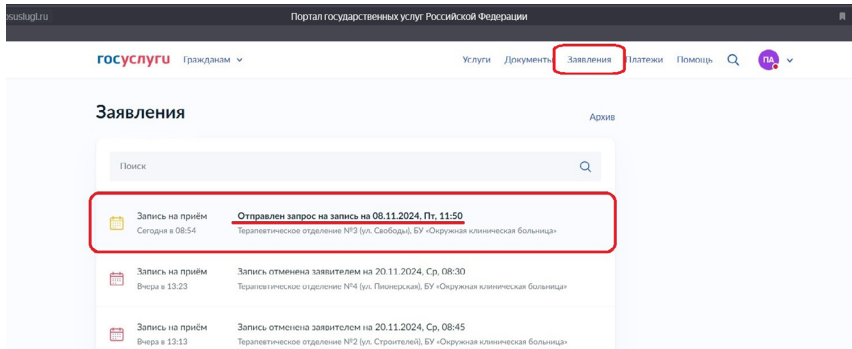 osuslugi.ru
Портал государственных услуг Российской Федерации
госуслуги Гражданам Услуги Документы Заявления Платежи Помощь ПА
Заявления
Архив
Поиск
Запись на приём Отправлен запрос на запись на 08.11.2024, Пт, 11:50
Сегодня в 08:54 Терапевтическое отделение №3 (ул. Свободы), БУ «Окружная клиническая больница»
Запись на приём Запись отменена заявителем на 20.11.2024, Ср, 08:30
Вчера в 13:23 Терапевтическое отделение №4 (ул. Пионерская), БУ «Окружная клиническая больница»
Запись на приём Запись отменена заявителем на 20.11.2024, Ср, 08:45
Вчера в 13:13 Терапевтическое отделение №2 (ул. Строителей), БУ «Окружная клиническая больница»